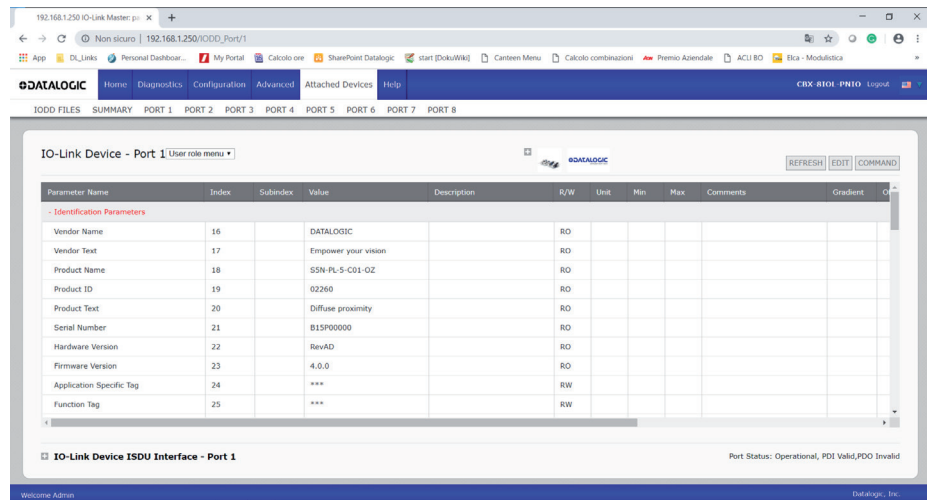 192.168.1.250 IO-Link Master: pa
Non sicuro | 192.168.1.250/IODD_Port/1
App DL_Links Personal Dashboar... My Portal Calcolo ore SharePoint Datalogic start [DokuWiki] Canteen Menu Calcolo combinazioni Premio Aziendale ACLI BO Elca - Modulistica »
DATALOGIC Home Diagnostics Configuration Advanced Attached Devices Help CBX-8IOL-PNIO Logout
IODD FILES SUMMARY PORT 1 PORT 2 PORT 3 PORT 4 PORT 5 PORT 6 PORT 7 PORT 8
IO-Link Device - Port 1 User role menu DATALOGIC REFRESH EDIT COMMAND
Parameter Name Index Subindex Value Description R/W Unit Min Max Comments Gradient
- Identification Parameters
Vendor Name 16 DATALOGIC RO
Vendor Text 17 Empower your vision RO
Product Name 18 S5N-PL-5-C01-OZ RO
Product ID 19 02260 RO
Product Text 20 Diffuse proximity RO
Serial Number 21 B15P00000 RO
Hardware Version 22 RevAD RO
Firmware Version 23 4.0.0 RO
Application Specific Tag 24 *** RW
Function Tag 25 *** RW
IO-Link Device ISDU Interface - Port 1 Port Status: Operational, PDI Valid,PDO Invalid
Welcome Admin Datalogic, Inc.